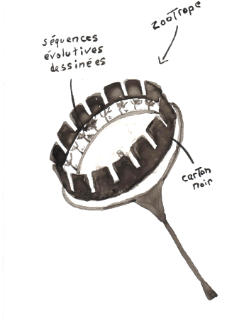 zootrope
séquences
évolutives
dessinées
carton
noir